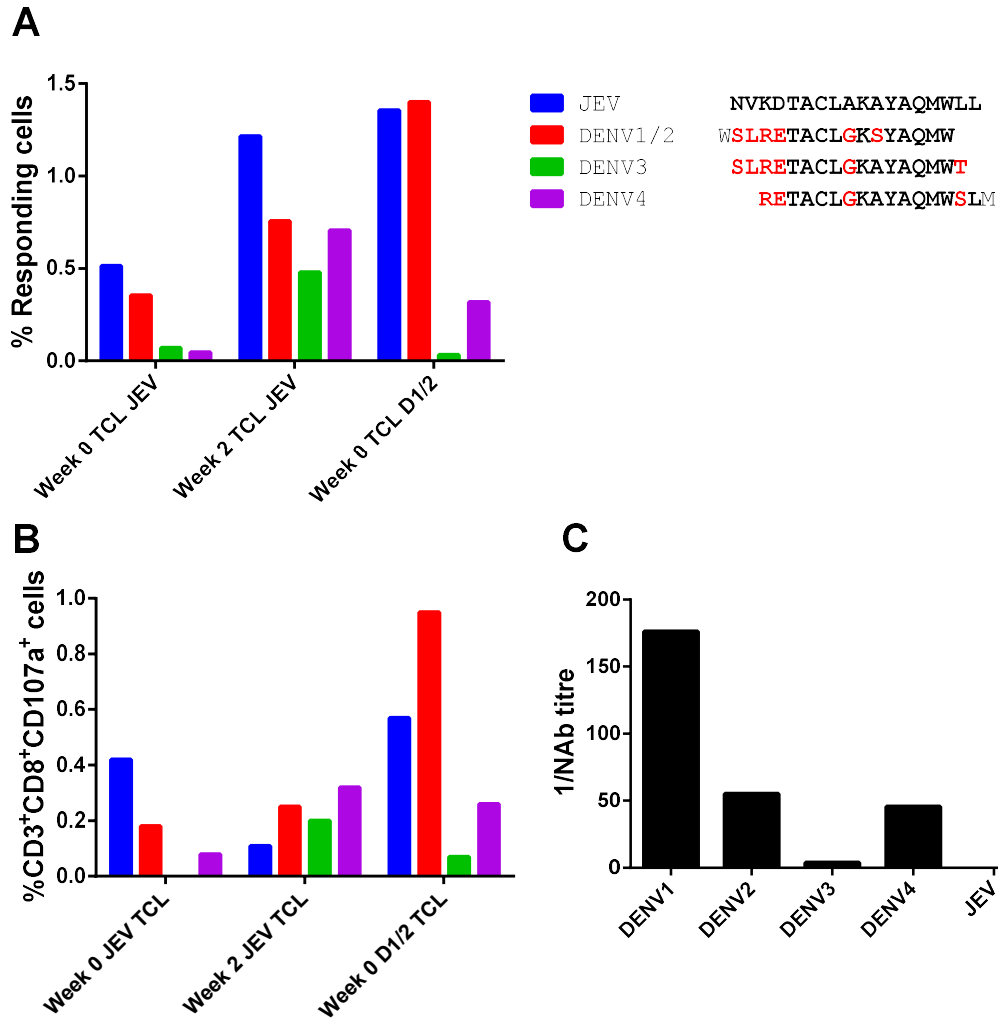 A
% Responding cells
1.5
1.0
0.5
0.0
Week 0 TCL JEV
Week 2 TCL JEV
Week 0 TCL D1/2
JEV NVKDTACLAKAYAQMWLL
DENV1/2 WSLRETACLGKSYAQMW
DENV3 SLRETACLGKAYAQMWT
DENV4 RETACLGKAYAQMWSLM
B
%CD3+CD8+CD107a+ cells
1.0
0.8
0.6
0.4
0.2
0.0
Week 0 JEV TCL
Week 2 JEV TCL
Week 0 D1/2 TCL
C
1/NAb titre
200
150
100
50
0
DENV1
DENV2
DENV3
DENV4
JEV